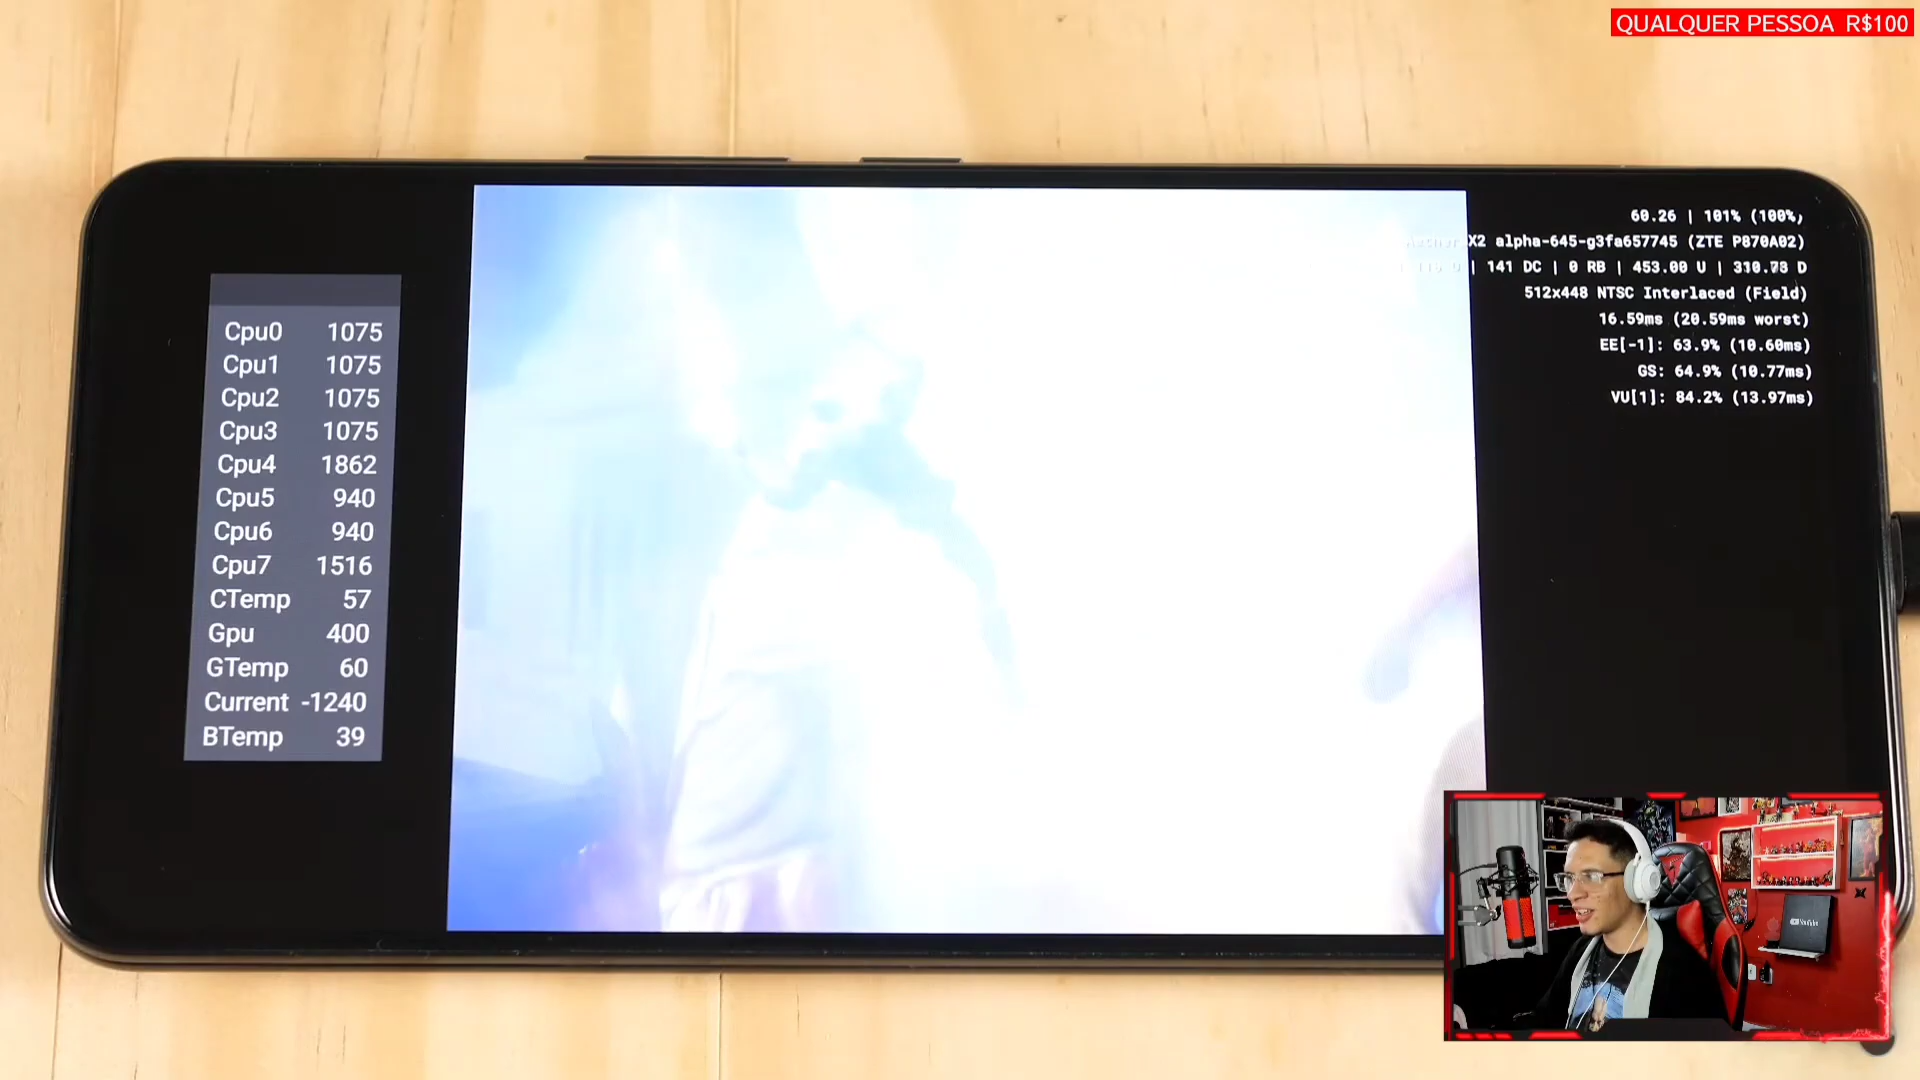 QUALQUER PESSOA R$100
60.26 | 101% (100%)
AetherSX2 alpha-645-g3fa657745 (ZTE P870A02)
| 141 DC | 0 RB | 453.00 U | 310.73 D
512x448 NTSC Interlaced (Field)
16.59ms (20.59ms worst)
EE[-1]: 63.9% (10.60ms)
GS: 64.9% (10.77ms)
VU[1]: 84.2% (13.97ms)
Cpu0 1075
Cpu1 1075
Cpu2 1075
Cpu3 1075
Cpu4 1862
Cpu5 940
Cpu6 940
Cpu7 1516
CTemp 57
Gpu 400
GTemp 60
Current -1240
BTemp 39
YouTube